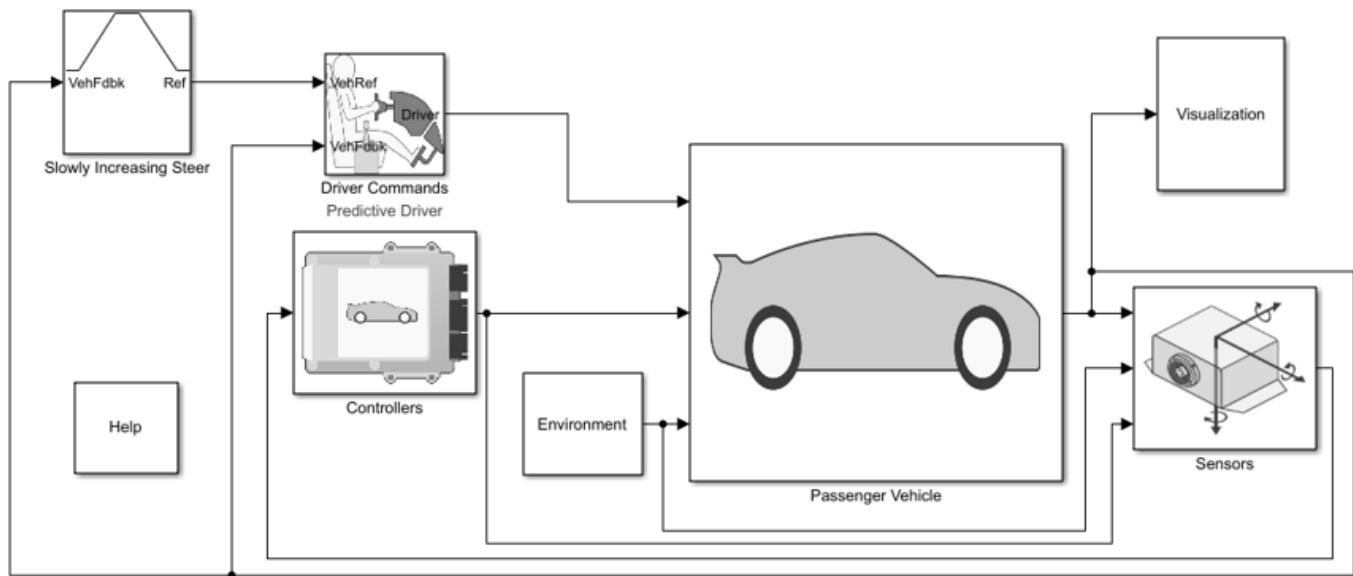 VehFdbk
Ref
Slowly Increasing Steer
VehRef
Driver
VehFdbk
Driver Commands
Predictive Driver
Visualization
Controllers
Help
Environment
Passenger Vehicle
Sensors